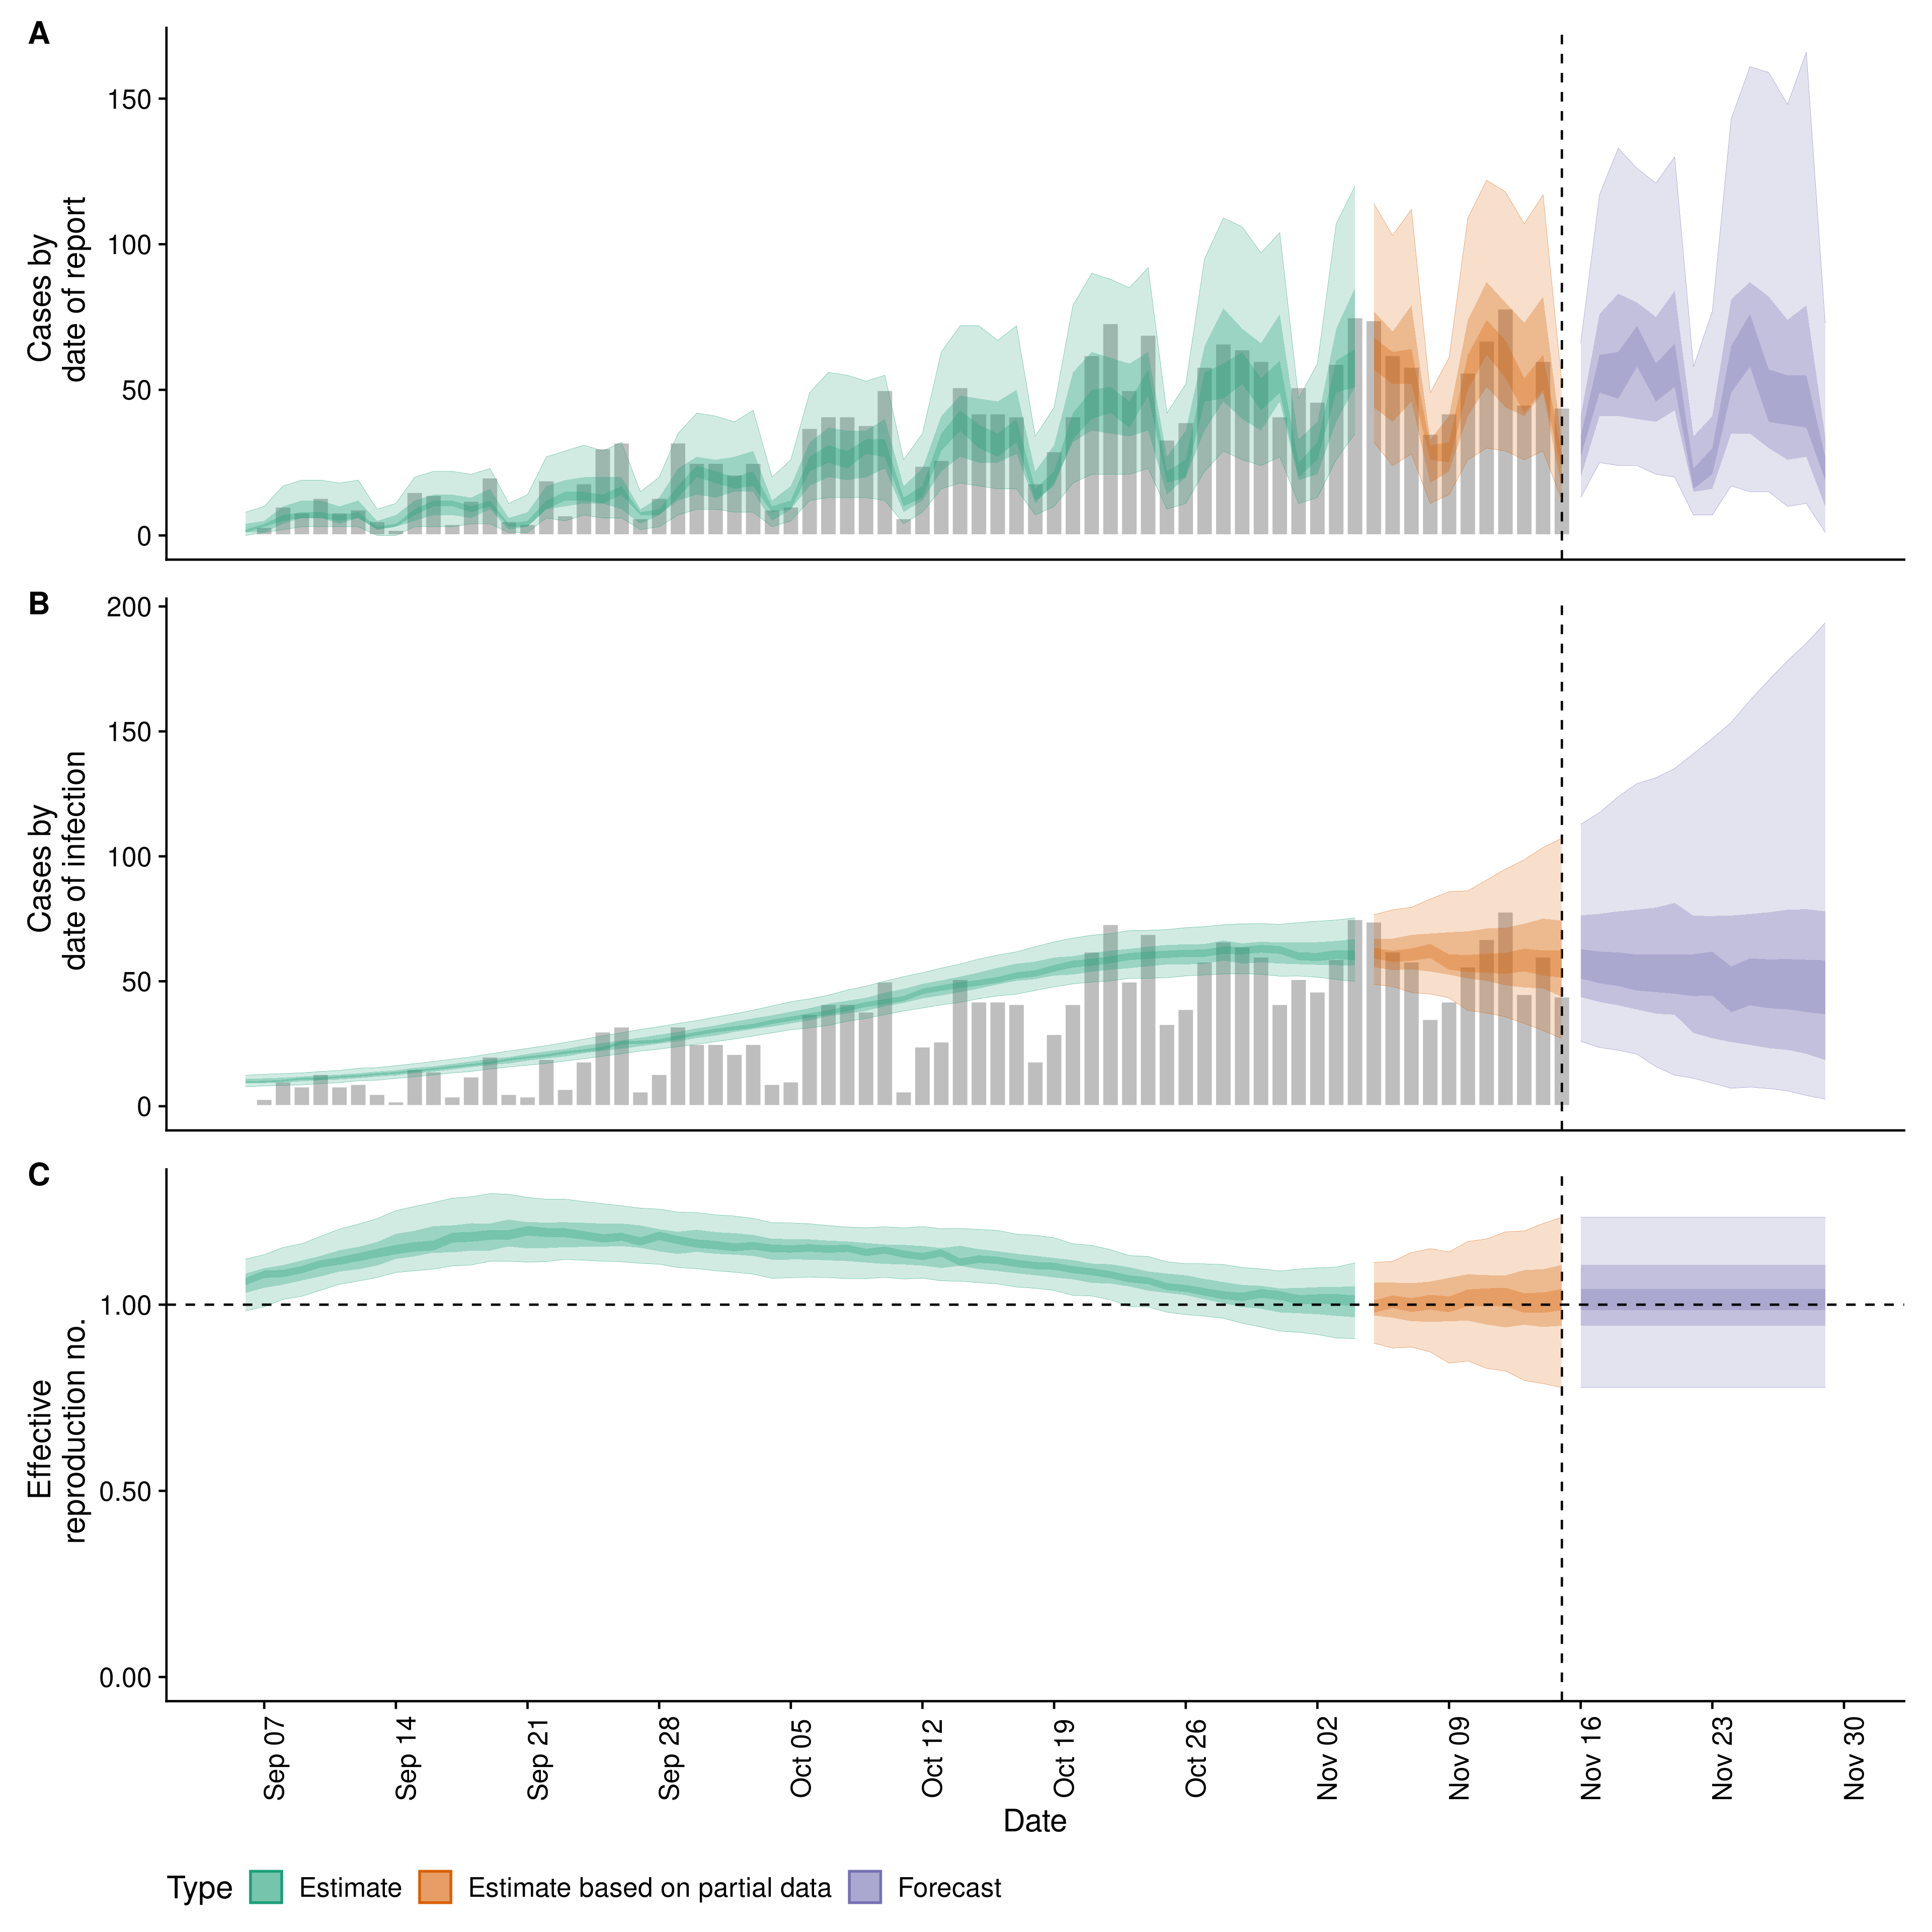 A
Cases by
date of report
150
100
50
0
B
Cases by
date of infection
200
150
100
50
0
C
Effective
reproduction no.
1.00
0.50
0.00
Sep 07
Sep 14
Sep 21
Sep 28
Oct 05
Oct 12
Oct 19
Oct 26
Nov 02
Nov 09
Nov 16
Nov 23
Nov 30
Date
Type Estimate Estimate based on partial data Forecast